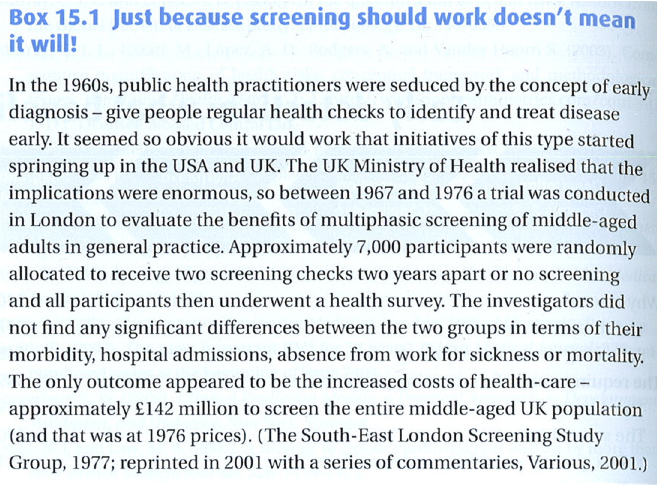 Box 15.1 Just because screening should work doesn't mean
it will!
In the 1960s, public health practitioners were seduced by the concept of early
diagnosis – give people regular health checks to identify and treat disease
early. It seemed so obvious it would work that initiatives of this type started
springing up in the USA and UK. The UK Ministry of Health realised that the
implications were enormous, so between 1967 and 1976 a trial was conducted
in London to evaluate the benefits of multiphasic screening of middle-aged
adults in general practice. Approximately 7,000 participants were randomly
allocated to receive two screening checks two years apart or no screening
and all participants then underwent a health survey. The investigators did
not find any significant differences between the two groups in terms of their
morbidity, hospital admissions, absence from work for sickness or mortality.
The only outcome appeared to be the increased costs of health-care –
approximately £142 million to screen the entire middle-aged UK population
(and that was at 1976 prices). (The South-East London Screening Study
Group, 1977; reprinted in 2001 with a series of commentaries, Various, 2001.)